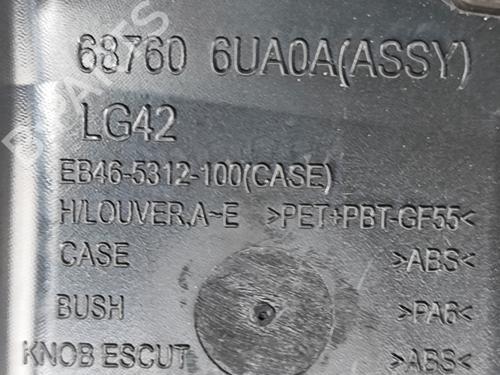 68760 6UA0A(ASSY)
LG42
EB46-5312-100(CASE)
H/LOUVER,A~E >PET+PBT-GF55<
CASE >ABS<
BUSH >PA6<
KNOB ESCUT >ABS<